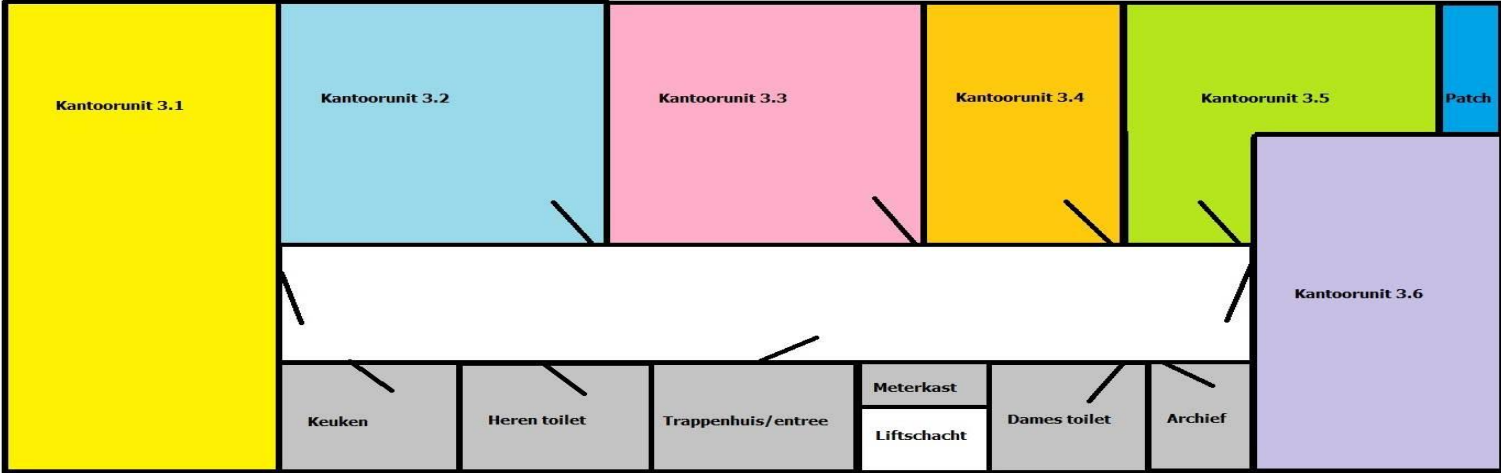 Kantoorunit 3.1
Kantoorunit 3.2
Kantoorunit 3.3
Kantoorunit 3.4
Kantoorunit 3.5
Patch
Kantoorunit 3.6
Keuken
Heren toilet
Trappenhuis/entree
Meterkast
Liftschacht
Dames toilet
Archief